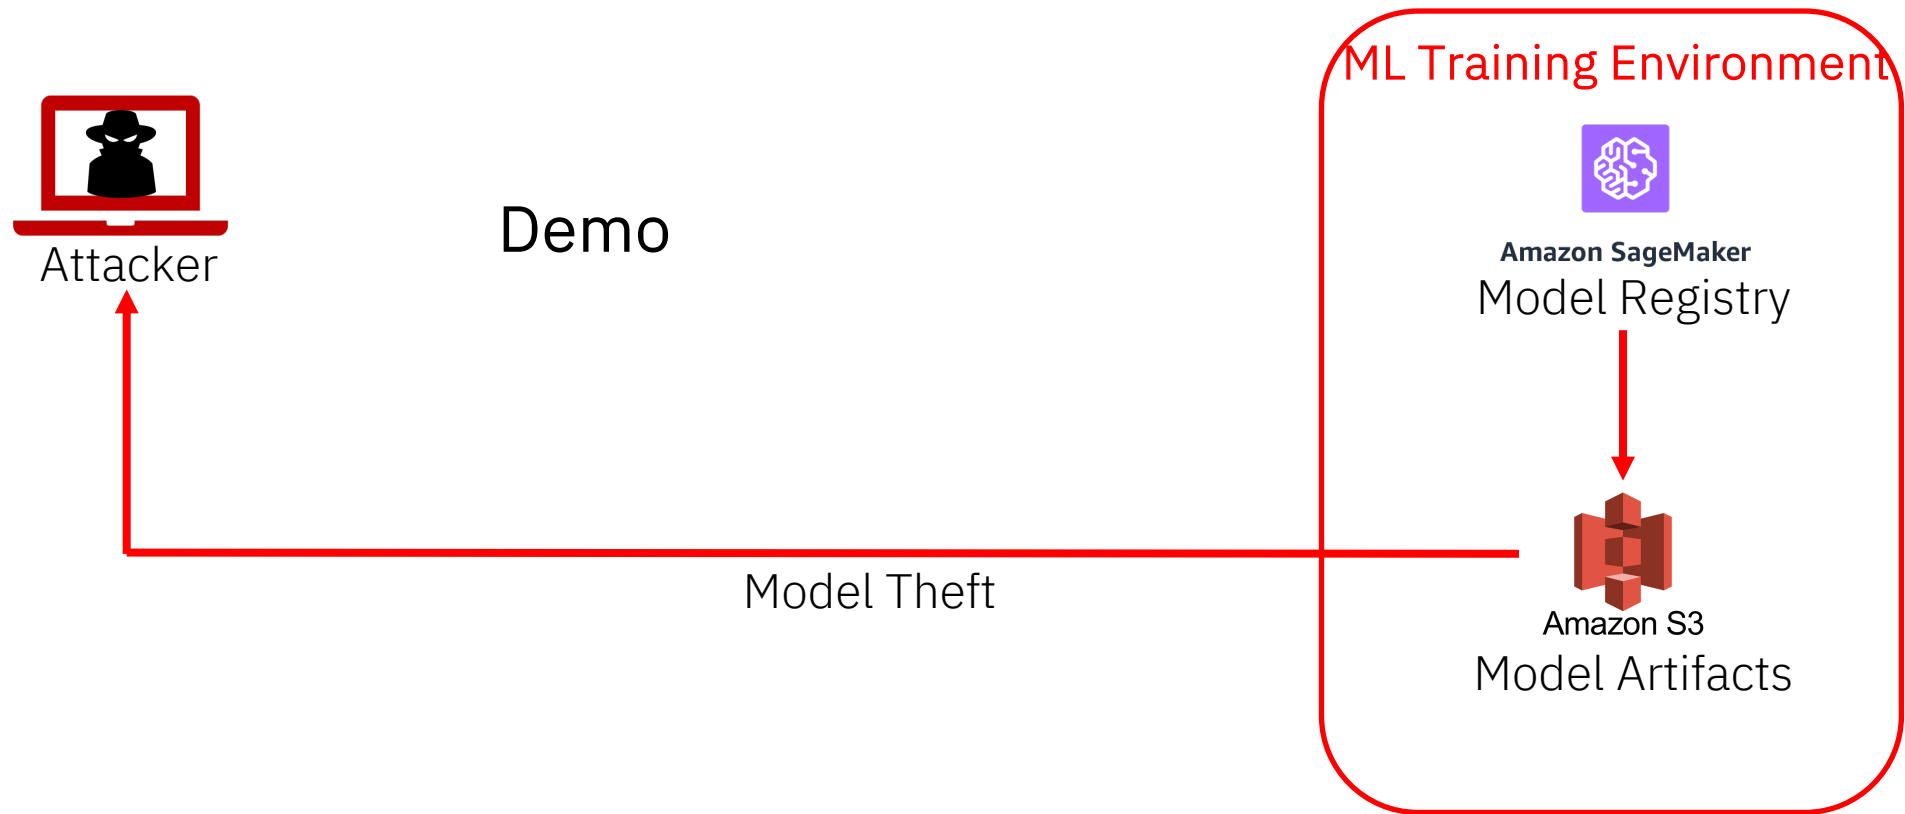 ML Training Environment
Attacker
Demo
Amazon SageMaker
Model Registry
Model Theft
Amazon S3
Model Artifacts